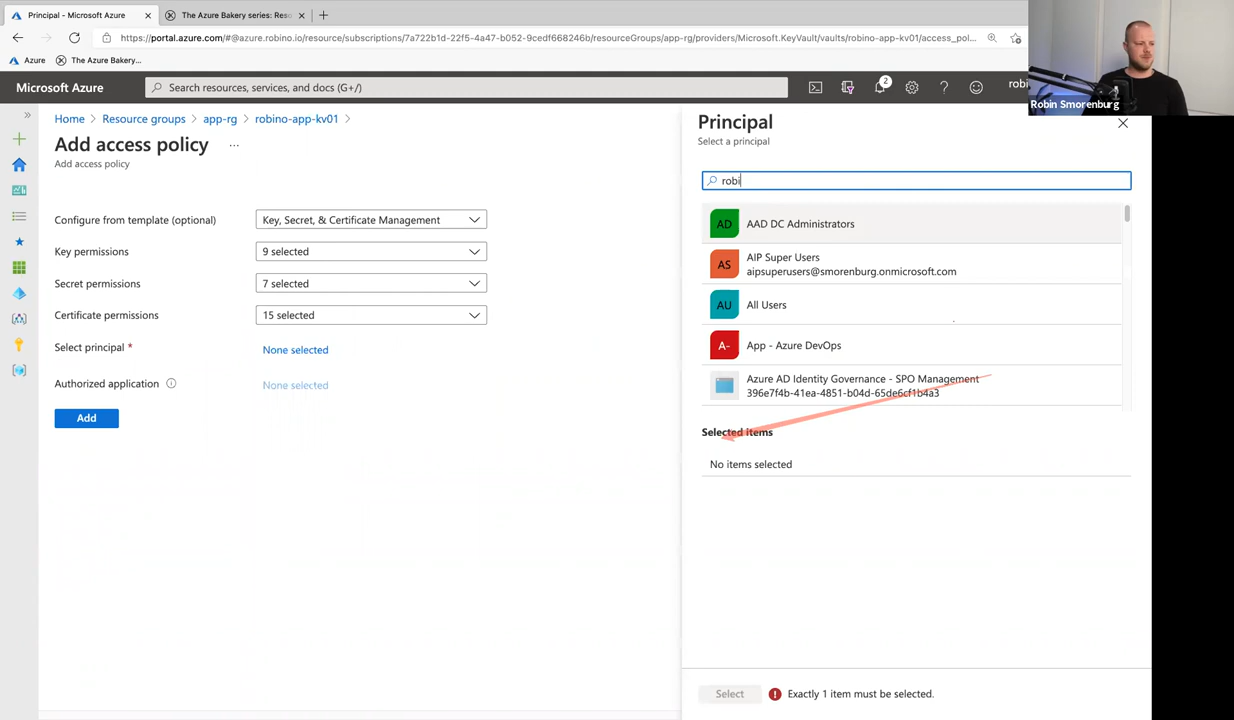 Principal - Microsoft Azure
The Azure Bakery series: Res
https://portal.azure.com/#@azure.robino.io/resource/subscriptions/7a722b1d-22f5-4a47-b052-9cedf668246b/resourceGroups/app-rg/providers/Microsoft.KeyVault/vaults/robino-app-kv01/access_pol...
Azure
The Azure Bakery...
Microsoft Azure
Search resources, services, and docs (G+/)
2
robi
Robin Smorenburg
Home
Resource groups
app-rg
robino-app-kv01
Add access policy
...
Add access policy
Configure from template (optional)
Key, Secret, & Certificate Management
Key permissions
9 selected
Secret permissions
7 selected
Certificate permissions
15 selected
Select principal *
None selected
Authorized application
None selected
Add
Principal
Select a principal
robi
AD
AAD DC Administrators
AS
AIP Super Users
aipsuperusers@smorenburg.onmicrosoft.com
AU
All Users
A-
App - Azure DevOps
Azure AD Identity Governance - SPO Management
396e7f4b-41ea-4851-b04d-65de6cf1b4a3
Selected items
No items selected
Select
Exactly 1 item must be selected.